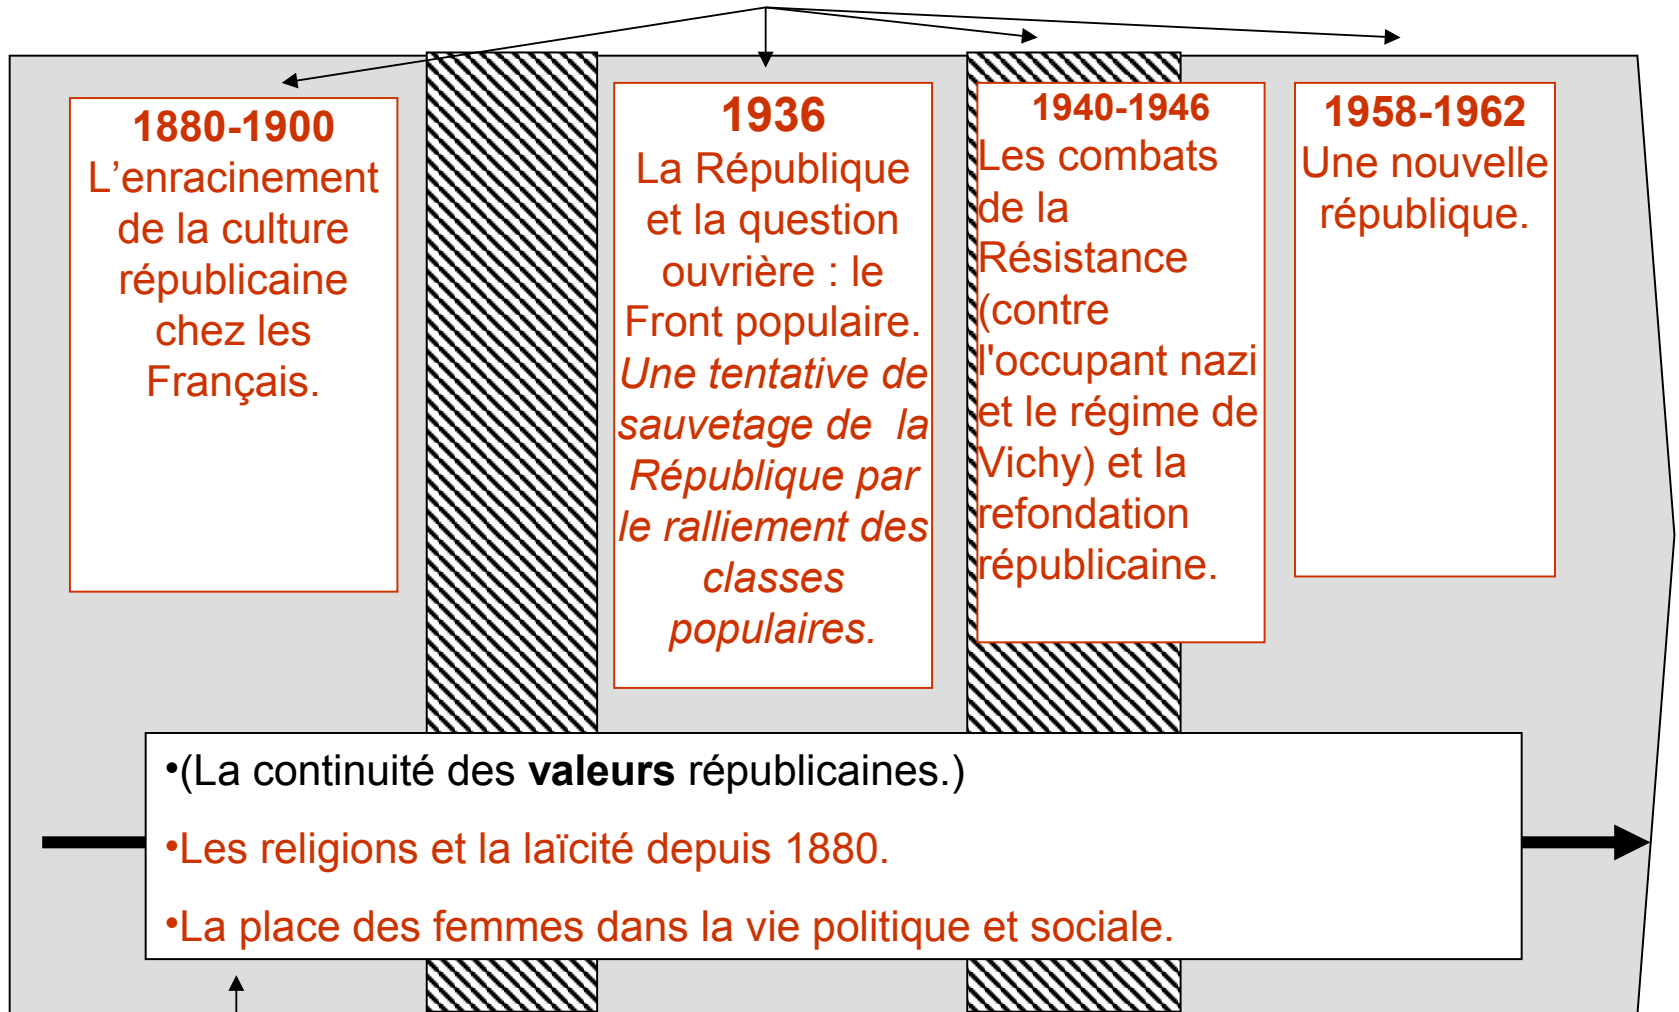 1880-1900
L’enracinement
de la culture
républicaine
chez les
Français.
1936
La République
et la question
ouvrière : le
Front populaire.
Une tentative de
sauvetage de  la
République par
le ralliement des
classes
populaires.
1940-1946
Les combats
de la
Résistance
(contre
l'occupant nazi
et le régime de
Vichy) et la
refondation
républicaine.
1958-1962
Une nouvelle
république.
•(La continuité des valeurs républicaines.)
•Les religions et la laïcité depuis 1880.
•La place des femmes dans la vie politique et sociale.